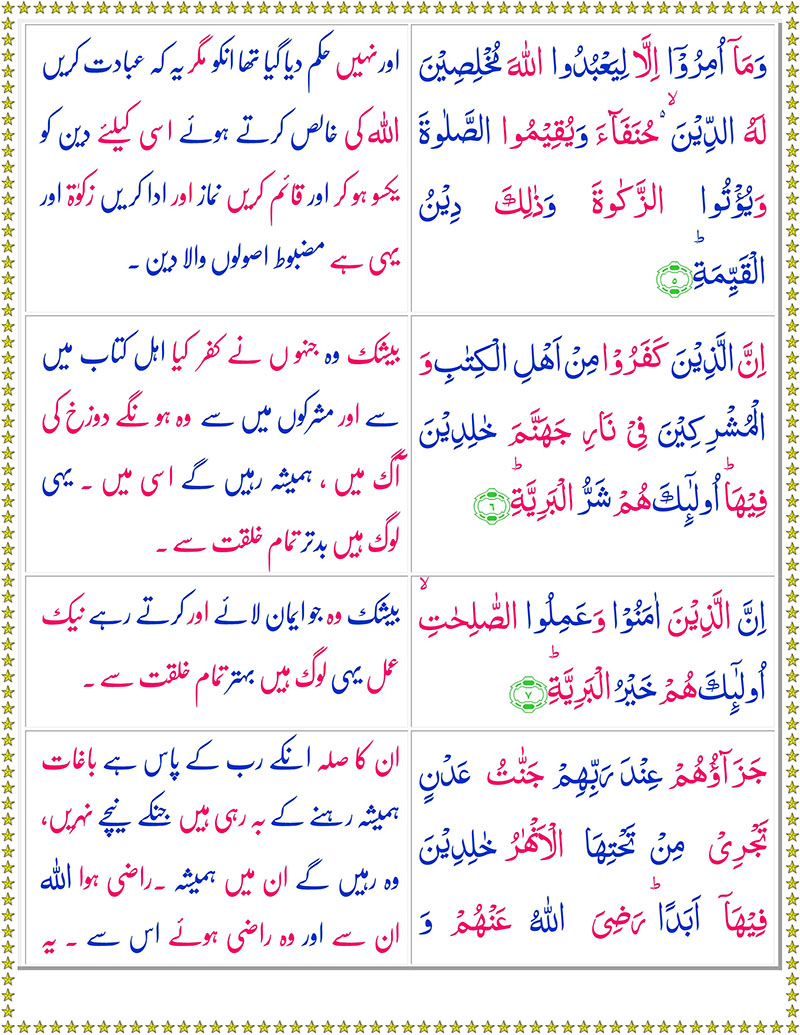 وَمَآ اُمِرُوْٓا اِلَّا لِیَعْبُدُوا اللّٰهَ مُخْلِصِیْنَ
لَهُ الدِّیْنَ ۙ۬ حُنَفَآءَ وَیُقِیْمُوا الصَّلٰوةَ
وَیُؤْتُوا الزَّكٰوةَ وَذٰلِكَ دِیْنُ
الْقَیِّمَةِؕ ۝۵
اورنہیں حکم دیا گیا تھا انکو مگر یہ کہ عبادت کریں
اللہ کی خالص کرتے ہوئے اسی کیلئے دین کو
یکسو ہو کر اور قائم کریں نماز اور ادا کریں زکوٰۃ اور
یہی ہے مضبوط اصولوں والا دین ۔
اِنَّ الَّذِیْنَ كَفَرُوْا مِنْ اَهْلِ الْكِتٰبِ وَ
الْمُشْرِكِیْنَ فِیْ نَارِ جَهَنَّمَ خٰلِدِیْنَ
فِیْهَاؕ اُولٰٓئِكَ هُمْ شَرُّ الْبَرِیَّةِؕ ۝۶
بیشک وہ جنہوں نے کفر کیا اہل کتاب میں
سے اور مشرکوں میں سے وہ ہونگے دوزخ کی
آگ میں ، ہمیشہ رہیں گے اسی میں ۔ یہی
لوگ ہیں بدتر تمام خلقت سے ۔
اِنَّ الَّذِیْنَ اٰمَنُوْا وَعَمِلُوا الصّٰلِحٰتِۙ
اُولٰٓئِكَ هُمْ خَیْرُ الْبَرِیَّةِؕ ۝۷
بیشک وہ جو ایمان لائے اور کرتے رہے نیک
عمل یہی لوگ ہیں بہتر تمام خلقت سے ۔
جَزَآؤُهُمْ عِنْدَ رَبِّهِمْ جَنّٰتُ عَدْنٍ
تَجْرِیْ مِنْ تَحْتِهَا الْاَنْهٰرُ خٰلِدِیْنَ
فِیْهَآ اَبَدًاؕ رَضِیَ اللّٰهُ عَنْهُمْ وَ
ان کا صلہ انکے رب کے پاس ہے باغات
ہمیشہ رہنے کے بہ رہی ہیں جنکے نیچے نہریں،
وہ رہیں گے ان میں ہمیشہ ۔راضی ہوا اللہ
ان سے اور وہ راضی ہوئے اس سے ۔ یہ